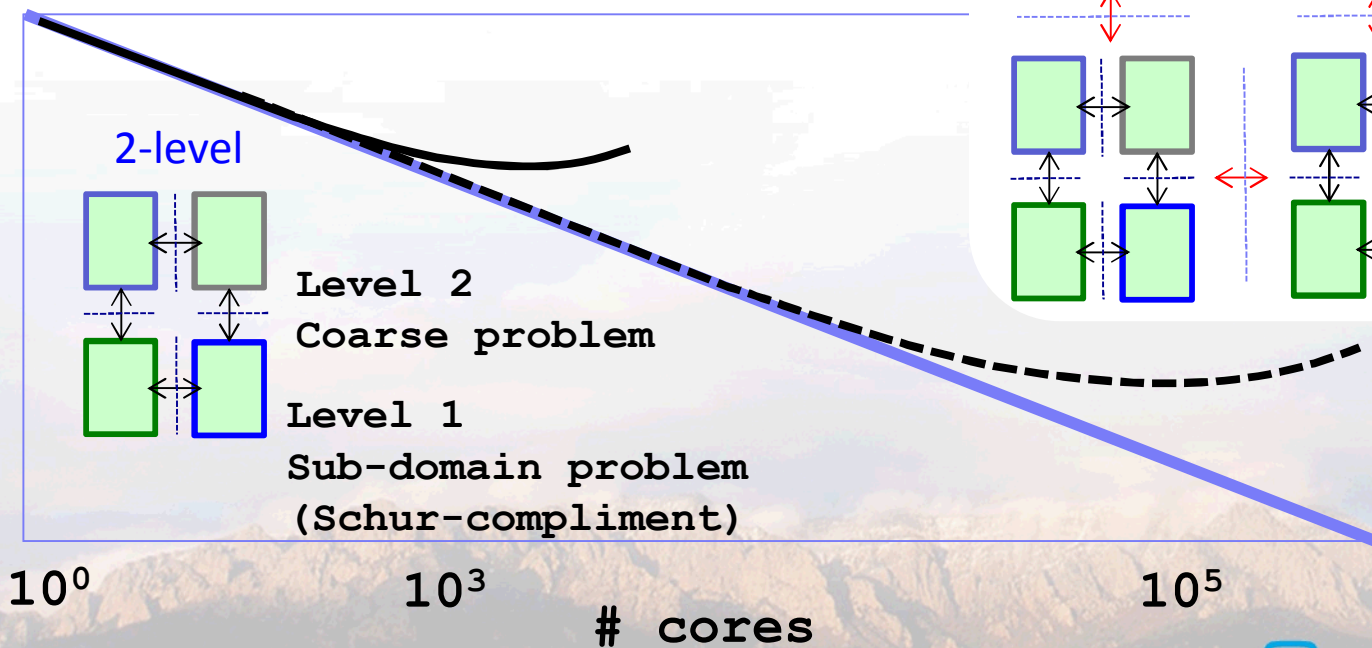 2-level
Level 2
Coarse problem
Level 1
Sub-domain problem
(Schur-compliment)
10⁰ 10³ 10⁵
# cores